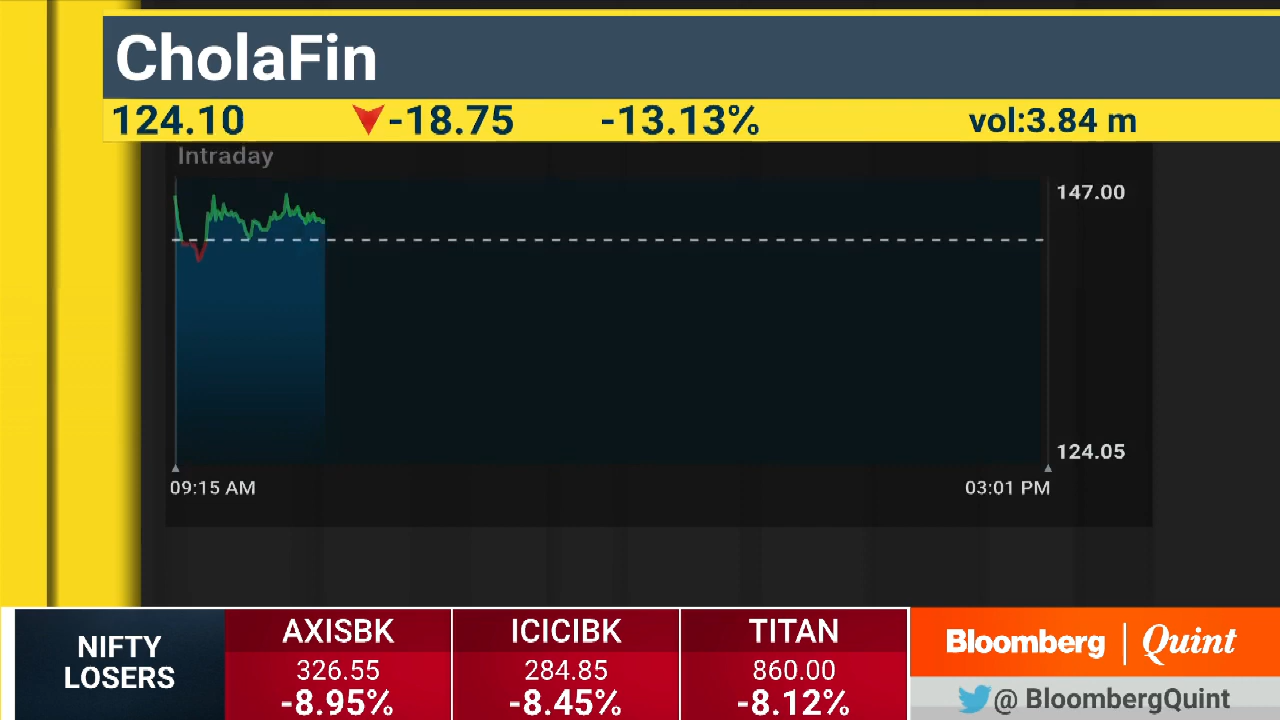 CholaFin
124.10 -18.75 -13.13% vol:3.84 m
Intraday
147.00
124.05
09:15 AM 03:01 PM
NIFTY
LOSERS
AXISBK
326.55
-8.95%
ICICIBK
284.85
-8.45%
TITAN
860.00
-8.12%
Bloomberg | Quint
@ BloombergQuint